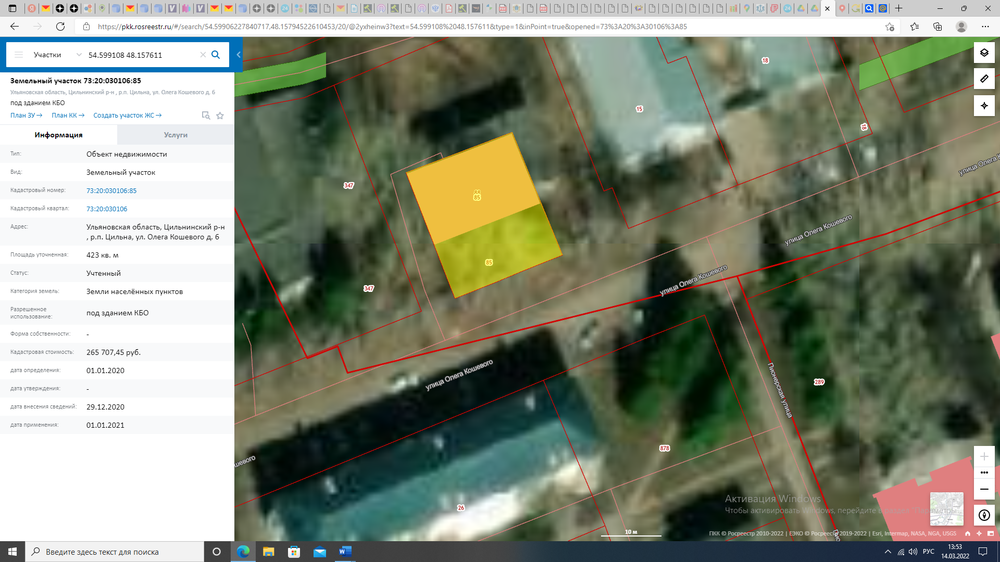 https://pkk.rosreestr.ru/#/search/54.59906227840717,48.15794522610453/20/@2yxheinw3?text=54.599108%2048.157611&type=1&inPoint=true&opened=73%3A20%3A30106%3A85
Участки
54.599108 48.157611
Земельный участок 73:20:030106:85
Ульяновская область, Цильнинский р-н , р.п. Цильна, ул. Олега Кошевого д. 6
под зданием КБО
План ЗУ → План КК → Создать участок ЖС →
Информация Услуги
Тип: Объект недвижимости
Вид: Земельный участок
Кадастровый номер: 73:20:030106:85
Кадастровый квартал: 73:20:030106
Адрес: Ульяновская область, Цильнинский р-н
, р.п. Цильна, ул. Олега Кошевого д. 6
Площадь уточненная: 423 кв. м
Статус: Учтенный
Категория земель: Земли населённых пунктов
Разрешенное
использование: под зданием КБО
Форма собственности: -
Кадастровая стоимость: 265 707,45 руб.
дата определения: 01.01.2020
дата утверждения: -
дата внесения сведений: 29.12.2020
дата применения: 01.01.2021
18
15
18
347
88
85
85
347
289
878
26
улица Олега К
улица Олега Кошевого
улица Олега Кошевого
улица Олега Кошевого
ошевого
Пионерская улица
Пио
10 м
Активация Windows
Чтобы активировать Windows, перейдите в раздел "Параметры".
ПКК © Росреестр 2010-2022 | ЕЭКО © Росреестр 2019-2022 | Esri, Intermap, NASA, NGA, USGS
Введите здесь текст для поиска
РУС
13:53
14.03.2022